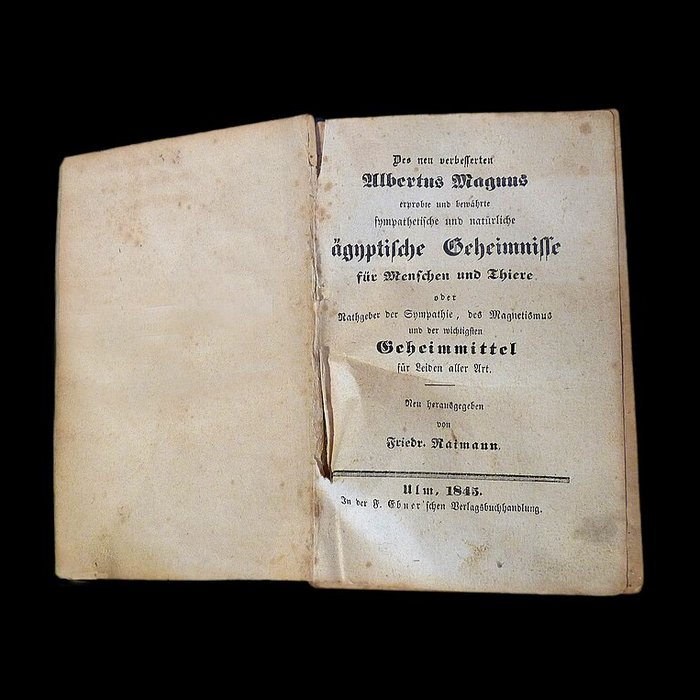 Des neu verbesserten
Albertus Magnus
erprobte und bewährte
sympathetische und natürliche
ägyptische Geheimnisse
für Menschen und Thiere
oder
Rathgeber der Sympathie, des Magnetismus
und der wichtigsten
Geheimmittel
für Leiden aller Art.
Neu herausgegeben
von
Friedr. Raimann.
Ulm, 1845.
In der F. Ebner'schen Verlagsbuchhandlung.